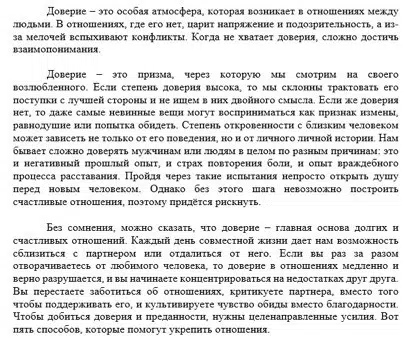 Доверие – это особая атмосфера, которая возникает в отношениях между
людьми. В отношениях, где его нет, царит напряжение и подозрительность, а из-
за мелочей вспыхивают конфликты. Когда не хватает доверия, сложно достичь
взаимопонимания.
Доверие – это призма, через которую мы смотрим на своего
возлюбленного. Если степень доверия высока, то мы склонны трактовать его
поступки с лучшей стороны и не ищем в них двойного смысла. Если же доверия
нет, то даже самые невинные вещи могут восприниматься как признак измены,
равнодушие или попытка обидеть. Степень откровенности с близким человеком
может зависеть не только от его поведения, но и от личного личной истории. Нам
бывает сложно доверять мужчинам или людям в целом по разным причинам: это
и негативный прошлый опыт, и страх повторения боли, и опыт враждебного
процесса расставания. Пройдя через такие испытания непросто открыть душу
перед новым человеком. Однако без этого шага невозможно построить
счастливые отношения, поэтому придётся рискнуть.
Без сомнения, можно сказать, что доверие – главная основа долгих и
счастливых отношений. Каждый день совместной жизни дает нам возможность
сблизиться с партнером или отдалиться от него. Если вы раз за разом
отворачиваетесь от любимого человека, то доверие в отношениях медленно и
верно разрушается, и вы начинаете концентрироваться на недостатках друг друга.
Вы перестаете заботиться об отношениях, критикуете партнера, вместо того
чтобы поддерживать его, и культивируете чувство обиды вместо благодарности.
Чтобы добиться доверия и преданности, нужны целенаправленные усилия. Вот
пять способов, которые помогут укрепить отношения.